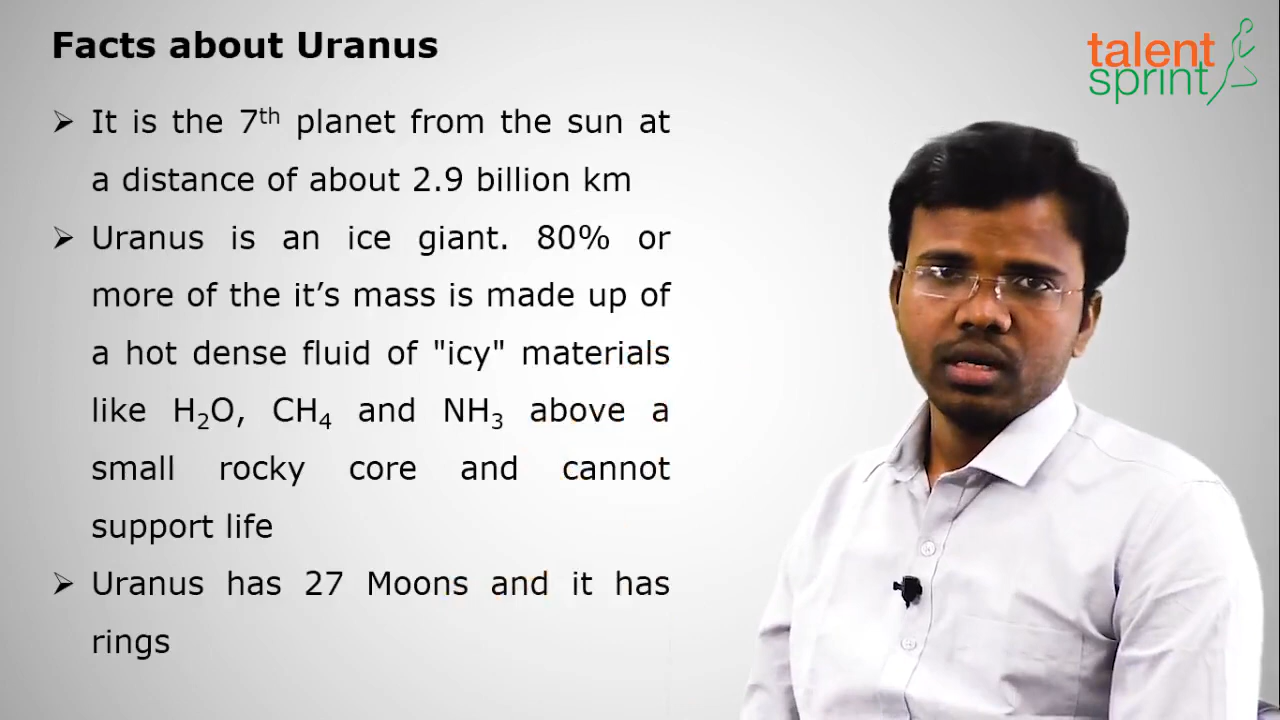 Facts about Uranus
talent
sprint
➢ It is the 7th planet from the sun at
a distance of about 2.9 billion km
➢ Uranus is an ice giant. 80% or
more of the it’s mass is made up of
a hot dense fluid of "icy" materials
like H₂O, CH₄ and NH₃ above a
small rocky core and cannot
support life
➢ Uranus has 27 Moons and it has
rings